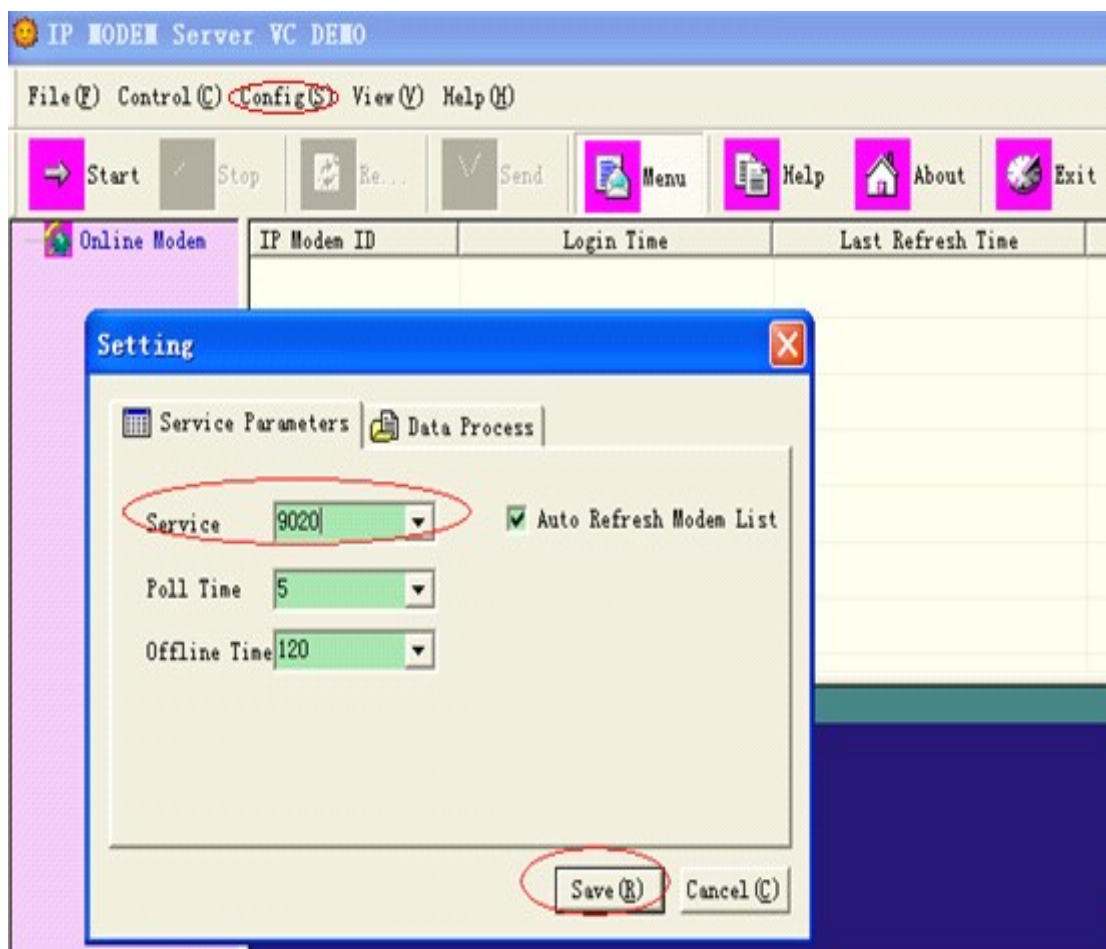 IP MODEM Server VC DEMO
File(F) Control(C) Config(S) View(V) Help(H)
Start Stop Re... Send Menu Help About Exit
Online Modem IP Modem ID Login Time Last Refresh Time
Setting
Service Parameters Data Process
Service 9020 Auto Refresh Modem List
Poll Time 5
Offline Time 120
Save(R) Cancel(C)